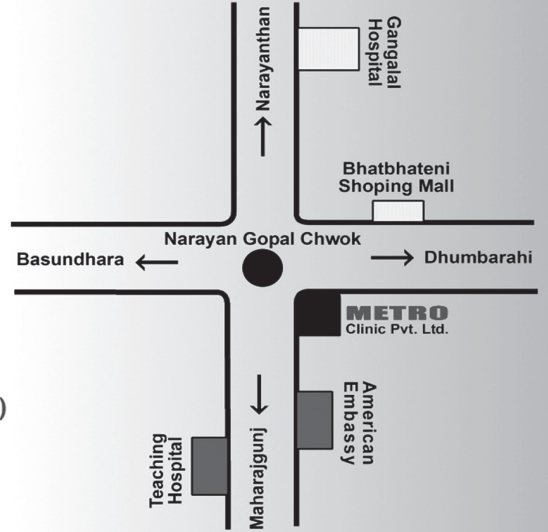 Narayanthan
Gangalal
Hospital
Bhatbhateni
Shoping Mall
Narayan Gopal Chwok
Basundhara
Dhumbarahi
METRO
Clinic Pvt. Ltd.
American
Embassy
Teaching
Hospital
Maharajgunj
)